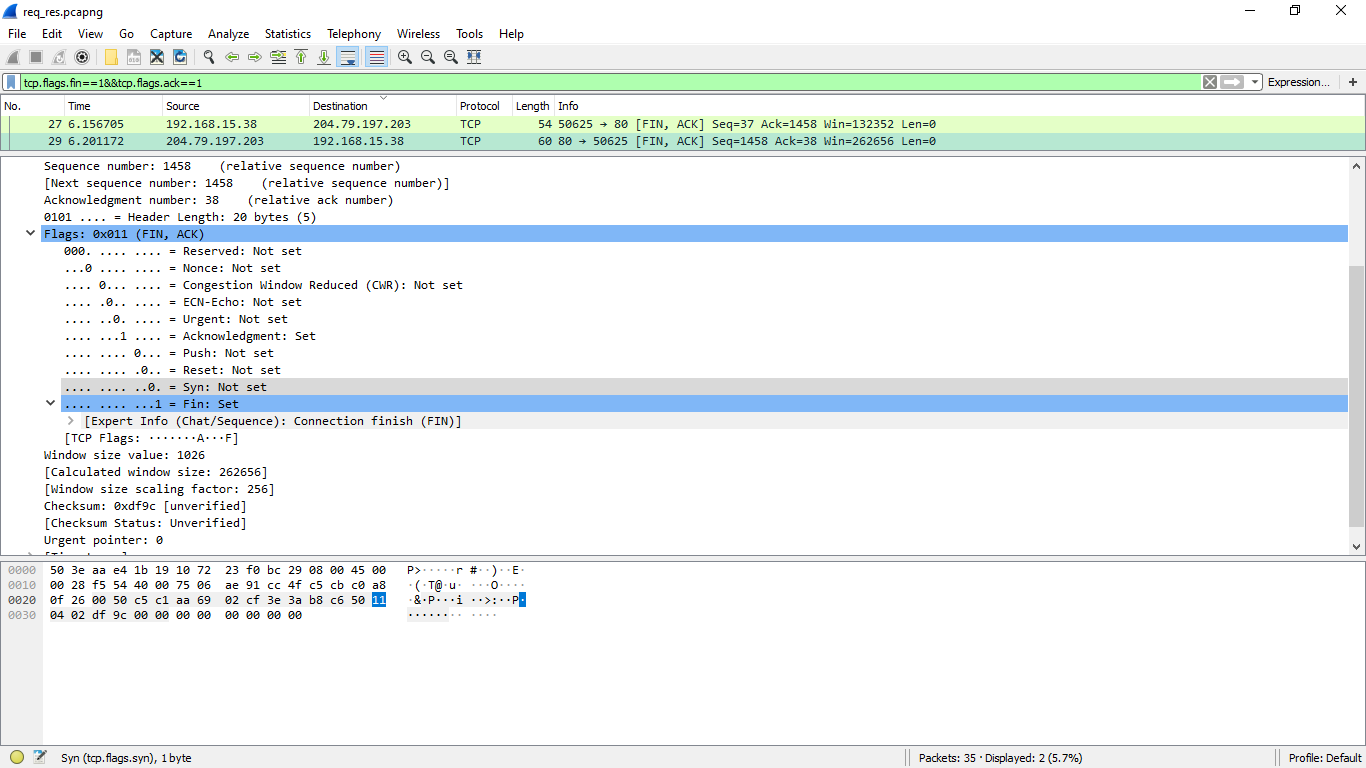 req_res.pcapng
File Edit View Go Capture Analyze Statistics Telephony Wireless Tools Help
tcp.flags.fin==1&&tcp.flags.ack==1 Expression... +
No. Time Source Destination Protocol Length Info
27 6.156705 192.168.15.38 204.79.197.203 TCP 54 50625 → 80 [FIN, ACK] Seq=37 Ack=1458 Win=132352 Len=0
29 6.201172 204.79.197.203 192.168.15.38 TCP 60 80 → 50625 [FIN, ACK] Seq=1458 Ack=38 Win=262656 Len=0
Sequence number: 1458 (relative sequence number)
[Next sequence number: 1458 (relative sequence number)]
Acknowledgment number: 38 (relative ack number)
0101 .... = Header Length: 20 bytes (5)
Flags: 0x011 (FIN, ACK)
000. .... .... = Reserved: Not set
...0 .... .... = Nonce: Not set
.... 0... .... = Congestion Window Reduced (CWR): Not set
.... .0.. .... = ECN-Echo: Not set
.... ..0. .... = Urgent: Not set
.... ...1 .... = Acknowledgment: Set
.... .... 0... = Push: Not set
.... .... .0.. = Reset: Not set
.... .... ..0. = Syn: Not set
.... .... ...1 = Fin: Set
[Expert Info (Chat/Sequence): Connection finish (FIN)]
[TCP Flags: ·······A···F]
Window size value: 1026
[Calculated window size: 262656]
[Window size scaling factor: 256]
Checksum: 0xdf9c [unverified]
[Checksum Status: Unverified]
Urgent pointer: 0
0000 50 3e aa e4 1b 19 10 72 23 f0 bc 29 08 00 45 00 P>·····r #··)··E·
0010 00 28 f5 54 40 00 75 06 ae 91 cc 4f c5 cb c0 a8 ·(·T@·u· ···O····
0020 0f 26 00 50 c5 c1 aa 69 02 cf 3e 3a b8 c6 50 11 ·&·P···i ··>:··P·
0030 04 02 df 9c 00 00 00 00 00 00 00 00 ········ ····
Syn (tcp.flags.syn), 1 byte Packets: 35 · Displayed: 2 (5.7%) Profile: Default